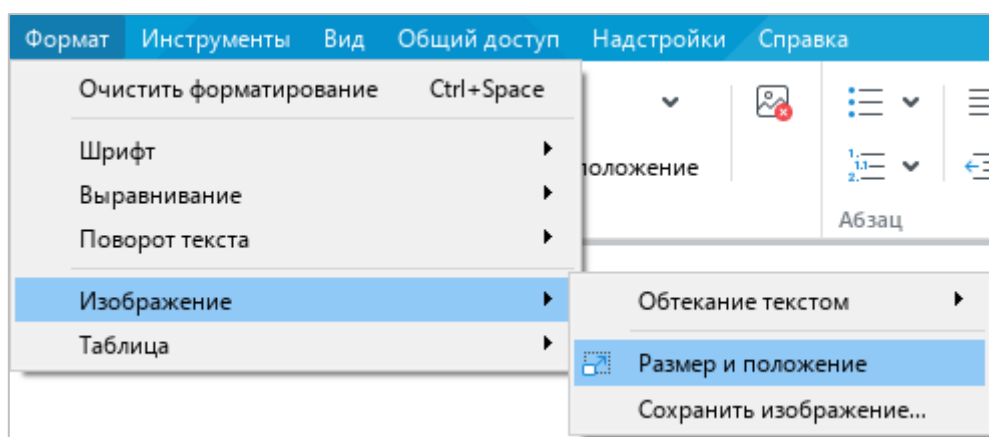 Формат Инструменты Вид Общий доступ Надстройки Справка
Очистить форматирование Ctrl+Space
Шрифт
Выравнивание
Поворот текста
Изображение
Таблица
Обтекание текстом
Размер и положение
Сохранить изображение...
Абзац